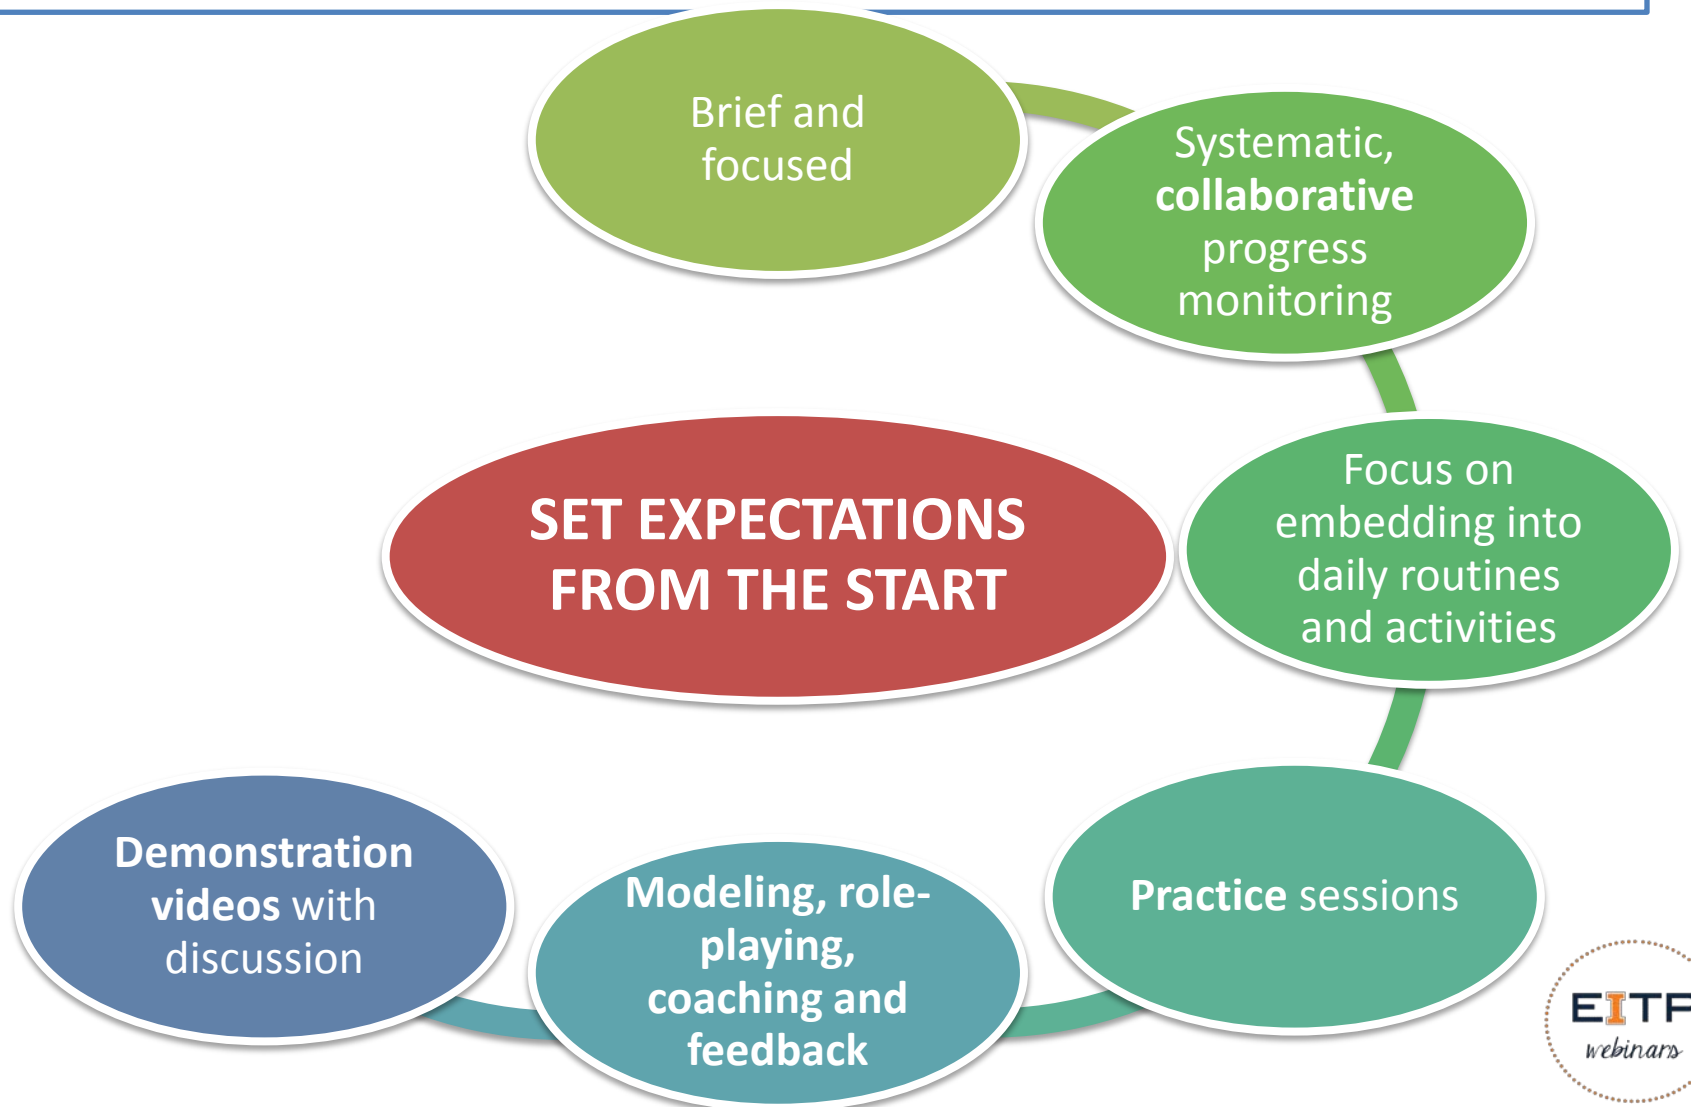 Brief and
focused
Systematic,
collaborative
progress
monitoring
Focus on
embedding into
daily routines
and activities
SET EXPECTATIONS
FROM THE START
Practice sessions
Modeling, role-
playing,
coaching and
feedback
Demonstration
videos with
discussion
EITP
webinars